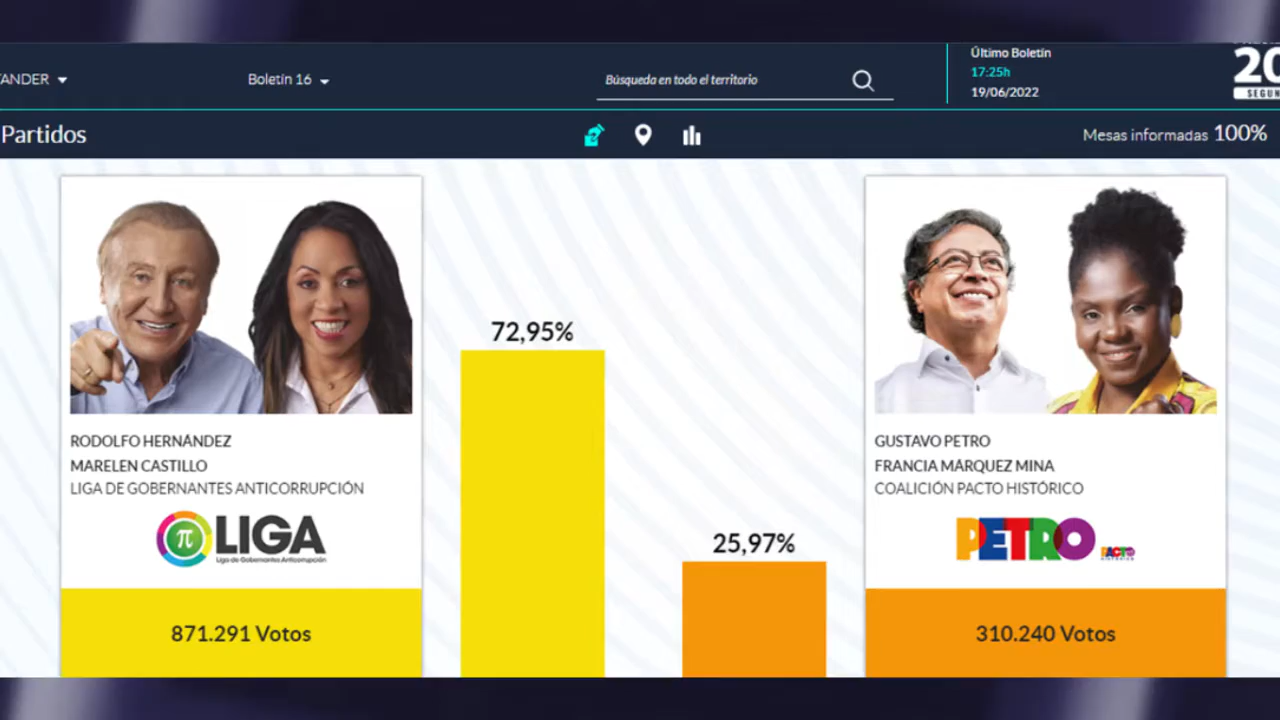 ANDER
Boletín 16
Búsqueda en todo el territorio
Último Boletín
17:25h
19/06/2022
20
SEGUN
Partidos
Mesas informadas 100%
72,95%
25,97%
RODOLFO HERNÁNDEZ
MARELEN CASTILLO
LIGA DE GOBERNANTES ANTICORRUPCIÓN
π LIGA
Liga de Gobernantes Anticorrupción
871.291 Votos
GUSTAVO PETRO
FRANCIA MÁRQUEZ MINA
COALICIÓN PACTO HISTÓRICO
PETRO
PACTO
HISTÓRICO
310.240 Votos